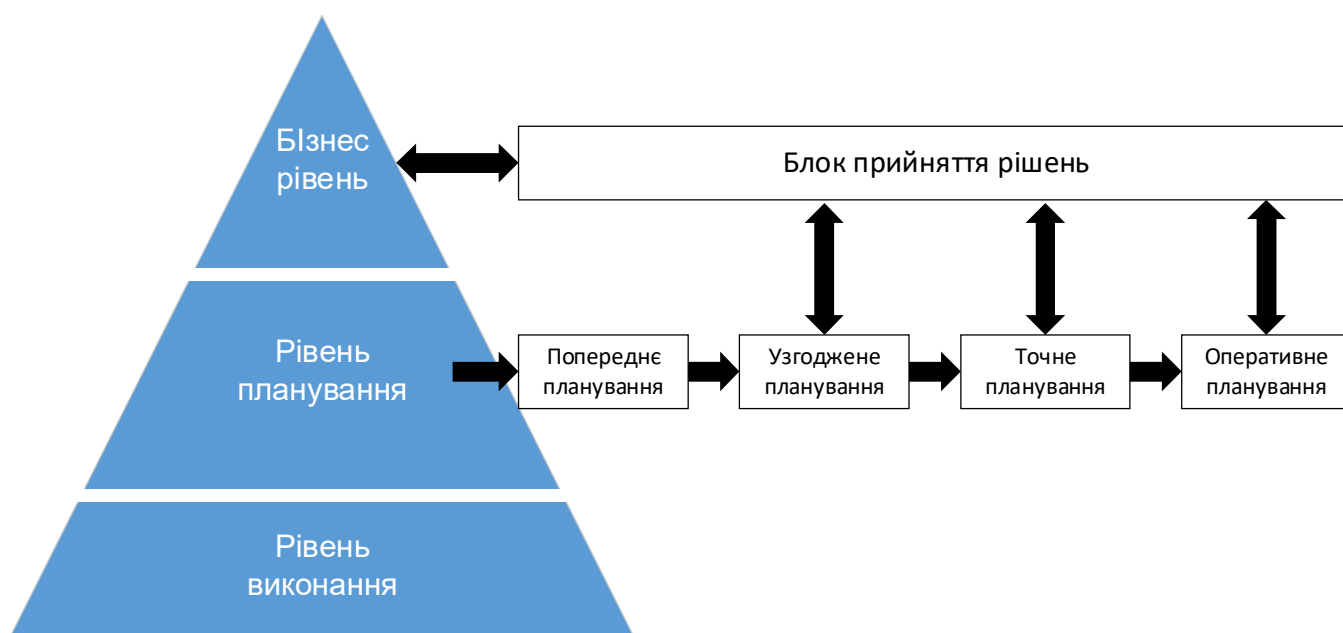 БІзнес
рівень
Блок прийняття рішень
Рівень
планування
Попереднє
планування
Узгоджене
планування
Точне
планування
Оперативне
планування
Рівень
виконання